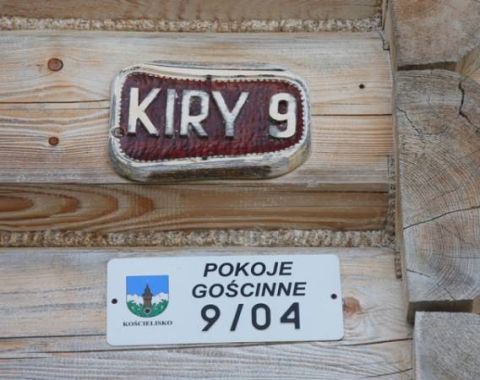 KIRY 9
POKOJE
GOŚCINNE
9/04
KOŚCIELISKO